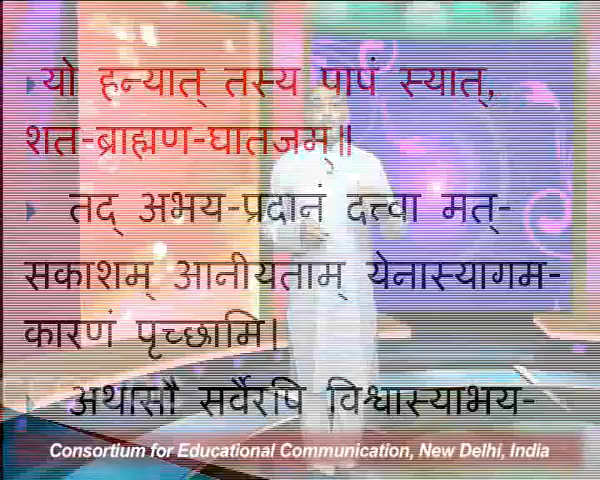 यो हन्यात् तस्य पापं स्यात्,
शत-ब्राह्मण-घातजम्॥
तद् अभय-प्रदानं दत्त्वा मत्-
सकाशम् आनीयताम् येनास्यागम-
कारणं पृच्छामि।
अथासौ सर्वैरपि विश्वास्याभय-
Consortium for Educational Communication, New Delhi, India